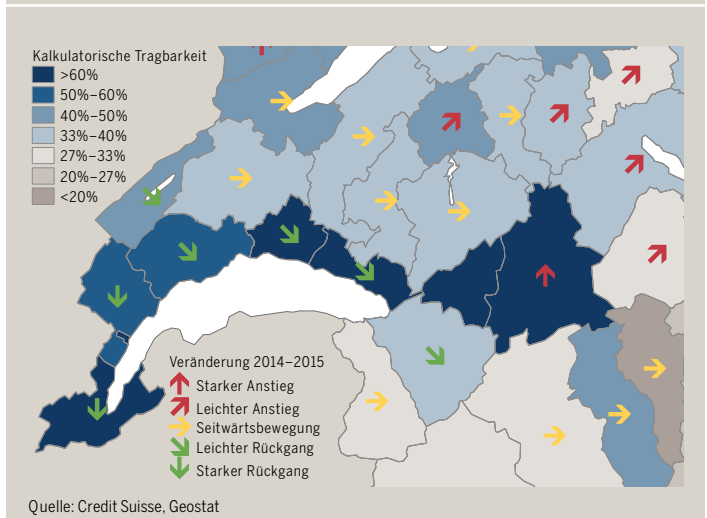 Kalkulatorische Tragbarkeit
>60%
50%–60%
40%–50%
33%–40%
27%–33%
20%–27%
<20%
Veränderung 2014–2015
Starker Anstieg
Leichter Anstieg
Seitwärtsbewegung
Leichter Rückgang
Starker Rückgang
Quelle: Credit Suisse, Geostat